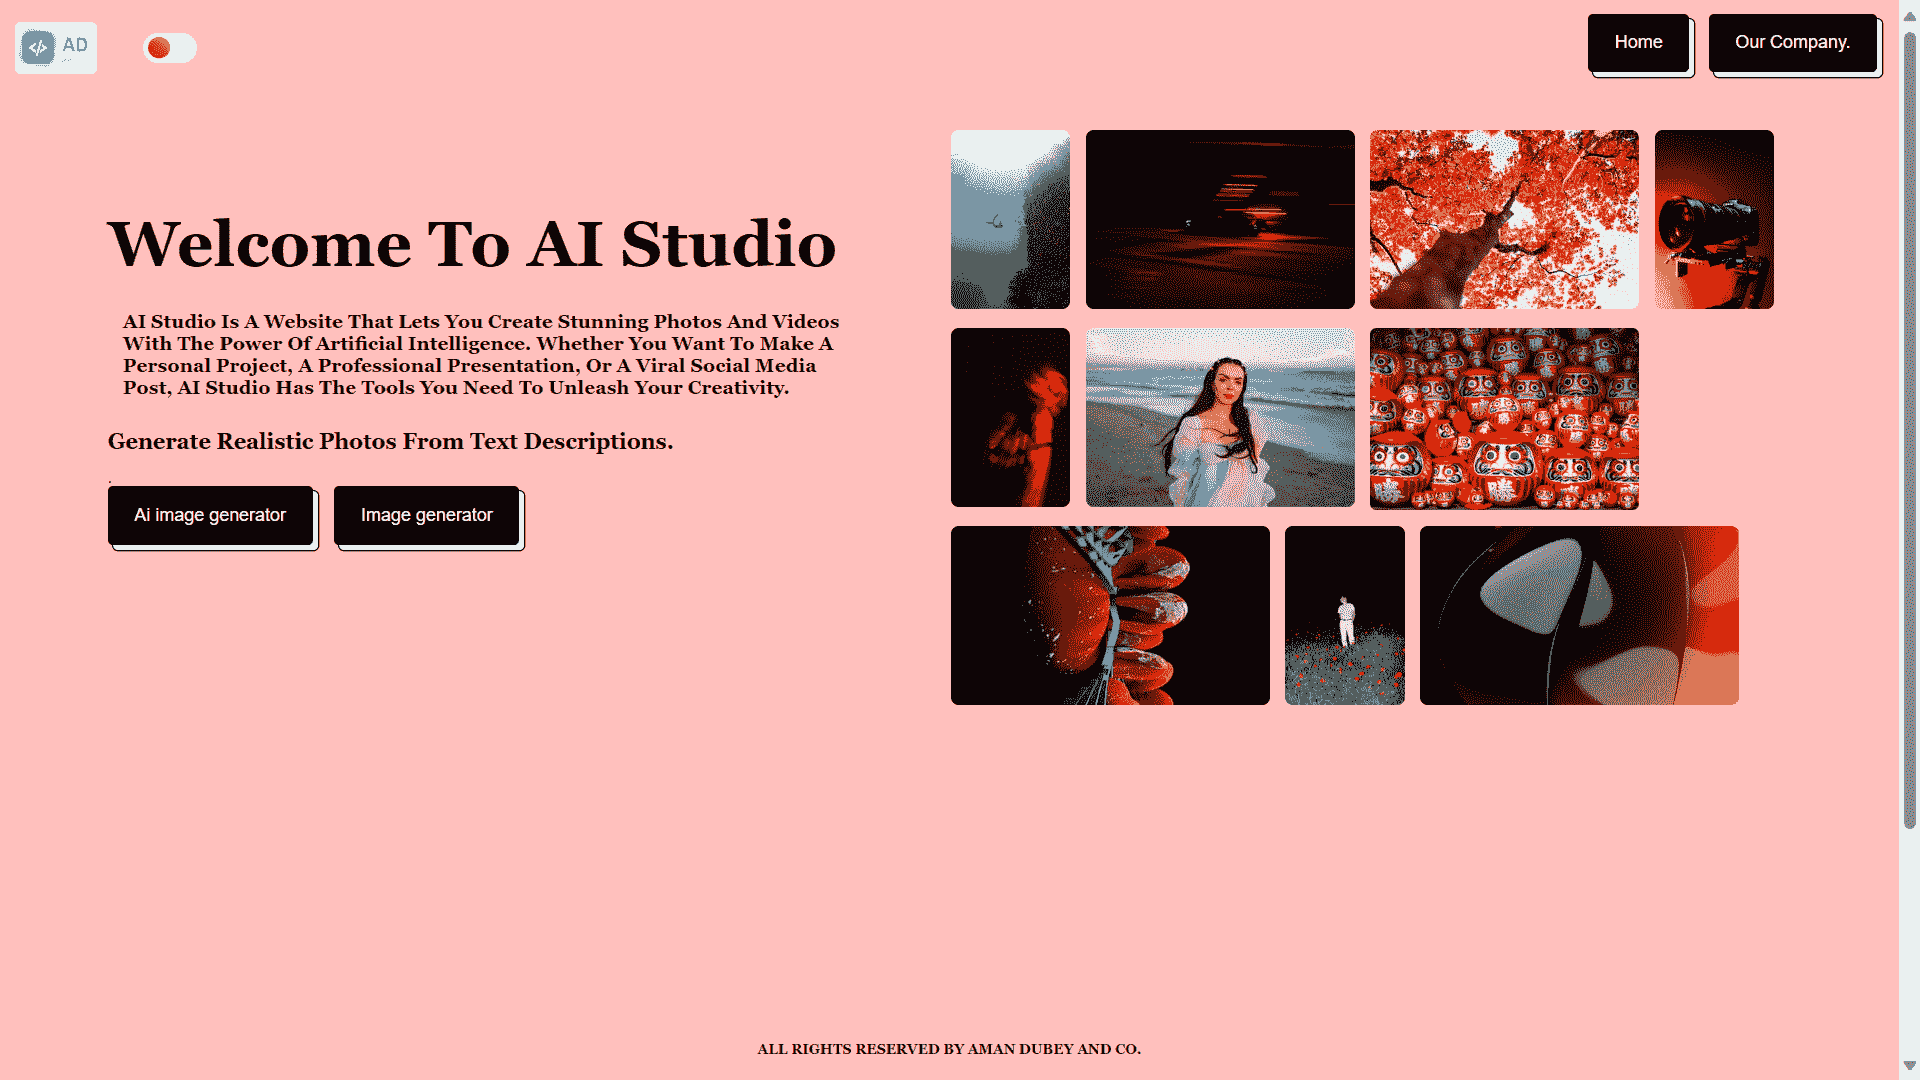 AD
Home
Our Company.
Welcome To AI Studio
AI Studio Is A Website That Lets You Create Stunning Photos And Videos
With The Power Of Artificial Intelligence. Whether You Want To Make A
Personal Project, A Professional Presentation, Or A Viral Social Media
Post, AI Studio Has The Tools You Need To Unleash Your Creativity.
Generate Realistic Photos From Text Descriptions.
.
Ai image generator
Image generator
ALL RIGHTS RESERVED BY AMAN DUBEY AND CO.